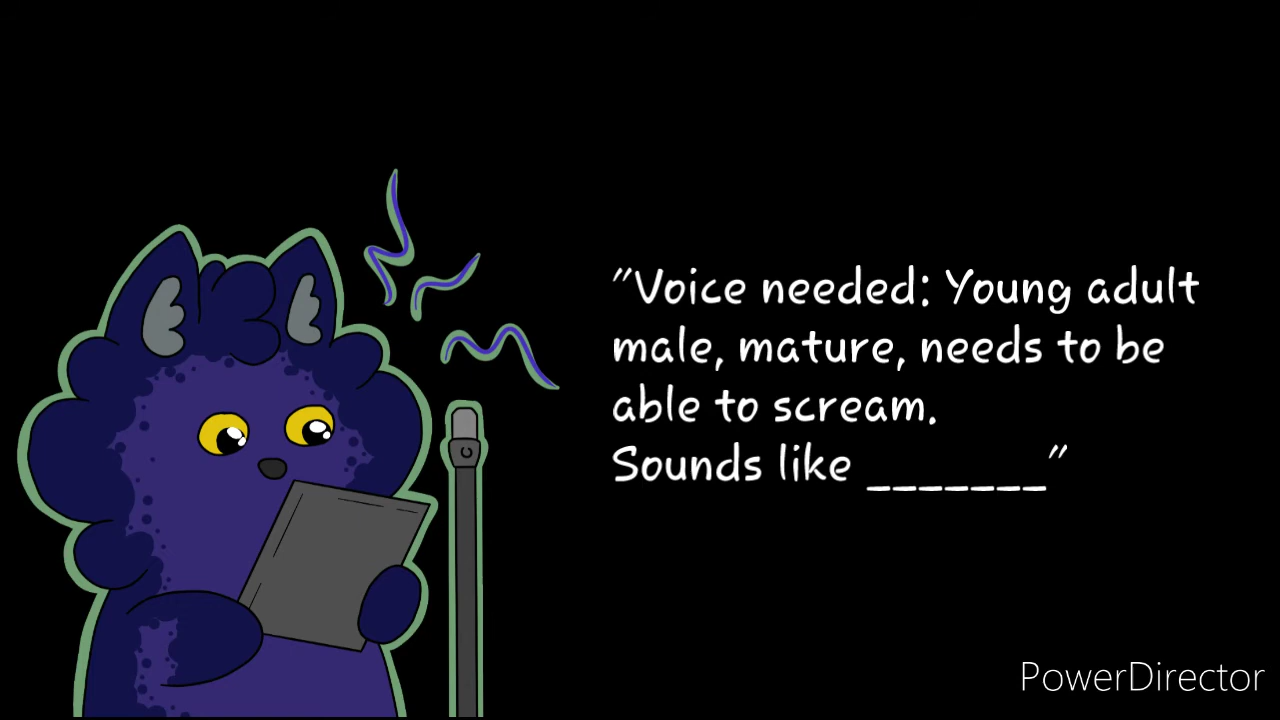 "Voice needed: Young adult
male, mature, needs to be
able to scream.
Sounds like _______"
PowerDirector